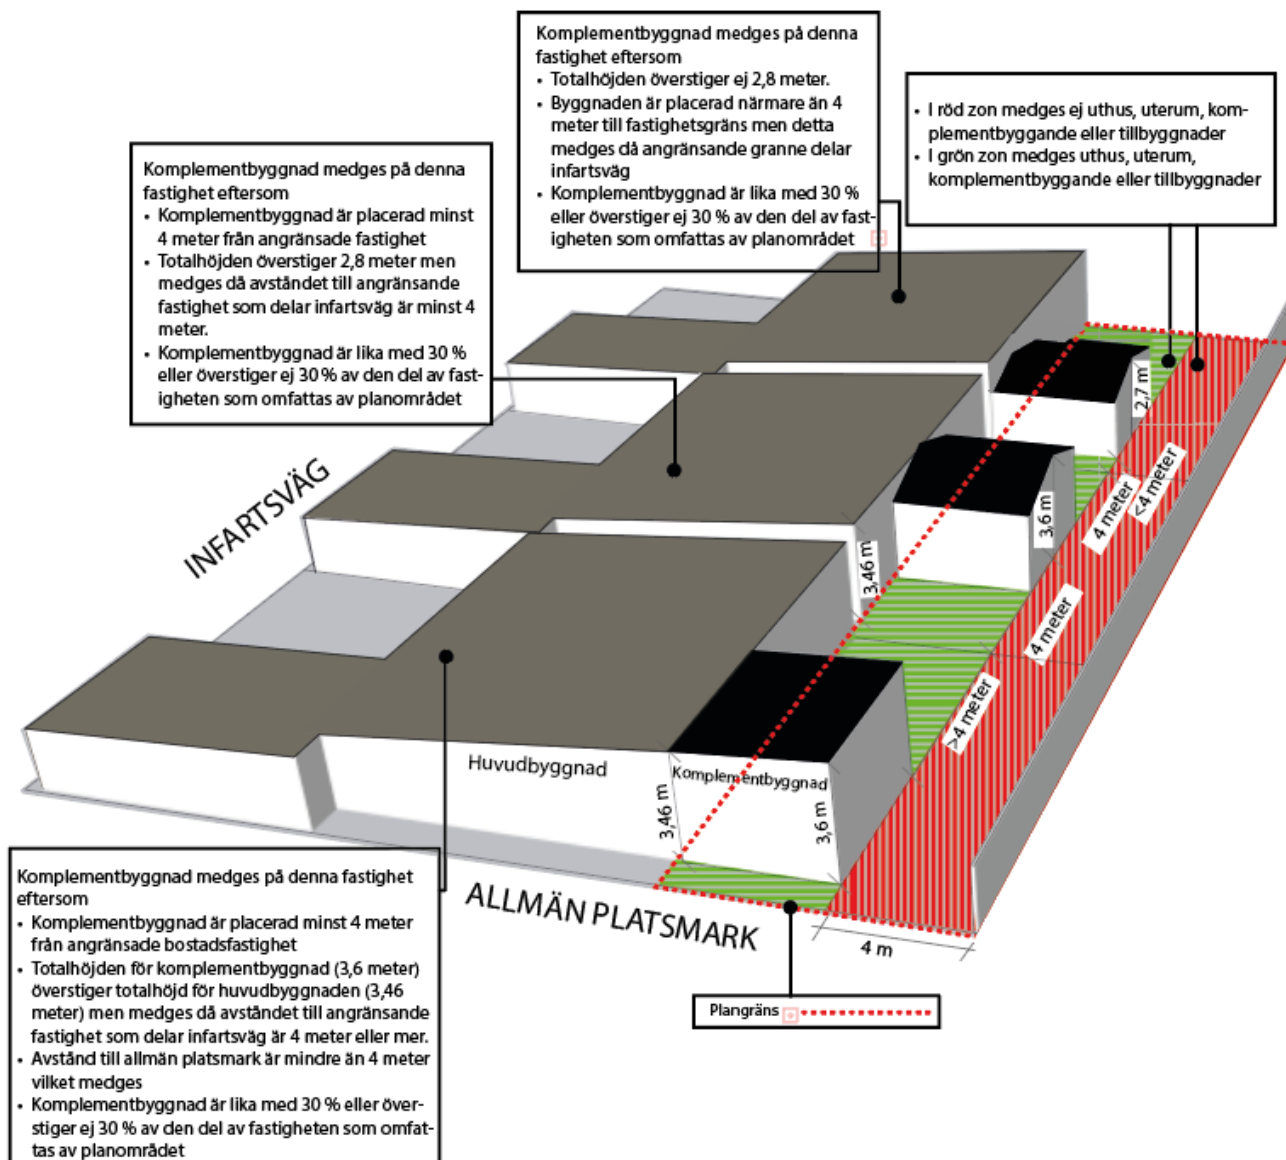 Komplementbyggnad medges på denna
fastighet eftersom
• Totalhöjden överstiger ej 2,8 meter.
• Byggnaden är placerad närmare än 4
meter till fastighetsgräns men detta
medges då angränsande granne delar
infartsväg
• Komplementbyggnad är lika med 30 %
eller överstiger ej 30 % av den del av fast-
igheten som omfattas av planområdet
• I röd zon medges ej uthus, uterum, kom-
plementbyggande eller tillbyggnader
• I grön zon medges uthus, uterum,
komplementbyggande eller tillbyggnader
Komplementbyggnad medges på denna
fastighet eftersom
• Komplementbyggnad är placerad minst
4 meter från angränsade fastighet
• Totalhöjden överstiger 2,8 meter men
medges då avståndet till angränsande
fastighet som delar infartsväg är minst 4
meter.
• Komplementbyggnad är lika med 30 %
eller överstiger ej 30 % av den del av fast-
igheten som omfattas av planområdet
INFARTSVÄG
2,7 m
<4 meter
4 meter
3,6 m
3,46 m
4 meter
>4 meter
Huvudbyggnad
Komplementbyggnad
3,46 m
3,6 m
ALLMÄN PLATSMARK
4 m
Plangräns
Komplementbyggnad medges på denna fastighet
eftersom
• Komplementbyggnad är placerad minst 4 meter
från angränsade bostadsfastighet
• Totalhöjden för komplementbyggnad (3,6 meter)
överstiger totalhöjd för huvudbyggnaden (3,46
meter) men medges då avståndet till angränsande
fastighet som delar infartsväg är 4 meter eller mer.
• Avstånd till allmän platsmark är mindre än 4 meter
vilket medges
• Komplementbyggnad är lika med 30 % eller över-
stiger ej 30 % av den del av fastigheten som omfat-
tas av planområdet